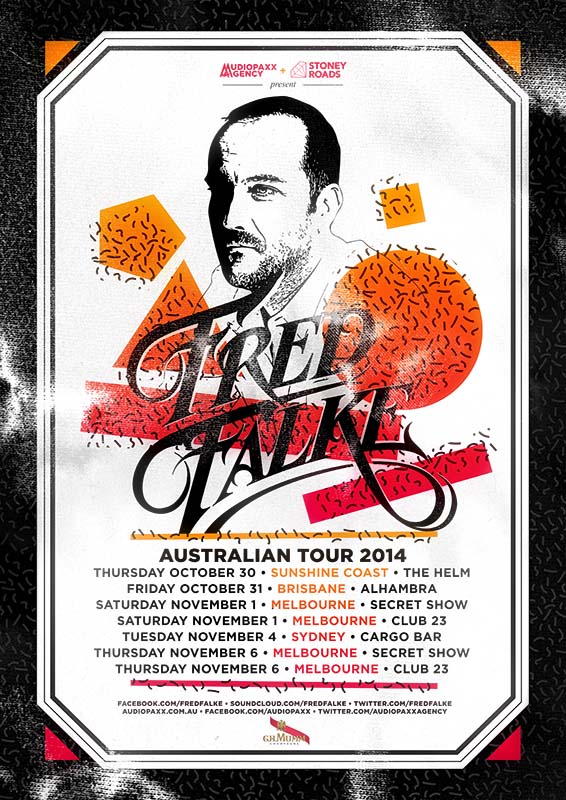 AUDIOPAXX AGENCY + STONEY ROADS
present
FRED
FALKE
AUSTRALIAN TOUR 2014
THURSDAY OCTOBER 30 • SUNSHINE COAST • THE HELM
FRIDAY OCTOBER 31 • BRISBANE • ALHAMBRA
SATURDAY NOVEMBER 1 • MELBOURNE • SECRET SHOW
SATURDAY NOVEMBER 1 • MELBOURNE • CLUB 23
TUESDAY NOVEMBER 4 • SYDNEY • CARGO BAR
THURSDAY NOVEMBER 6 • MELBOURNE • SECRET SHOW
THURSDAY NOVEMBER 6 • MELBOURNE • CLUB 23
FACEBOOK.COM/FREDFALKE • SOUNDCLOUD.COM/FREDFALKE • TWITTER.COM/FREDFALKE
AUDIOPAXX.COM.AU • FACEBOOK.COM/AUDIOPAXX • TWITTER.COM/AUDIOPAXXAGENCY
G.H.MUMM
CHAMPAGNE